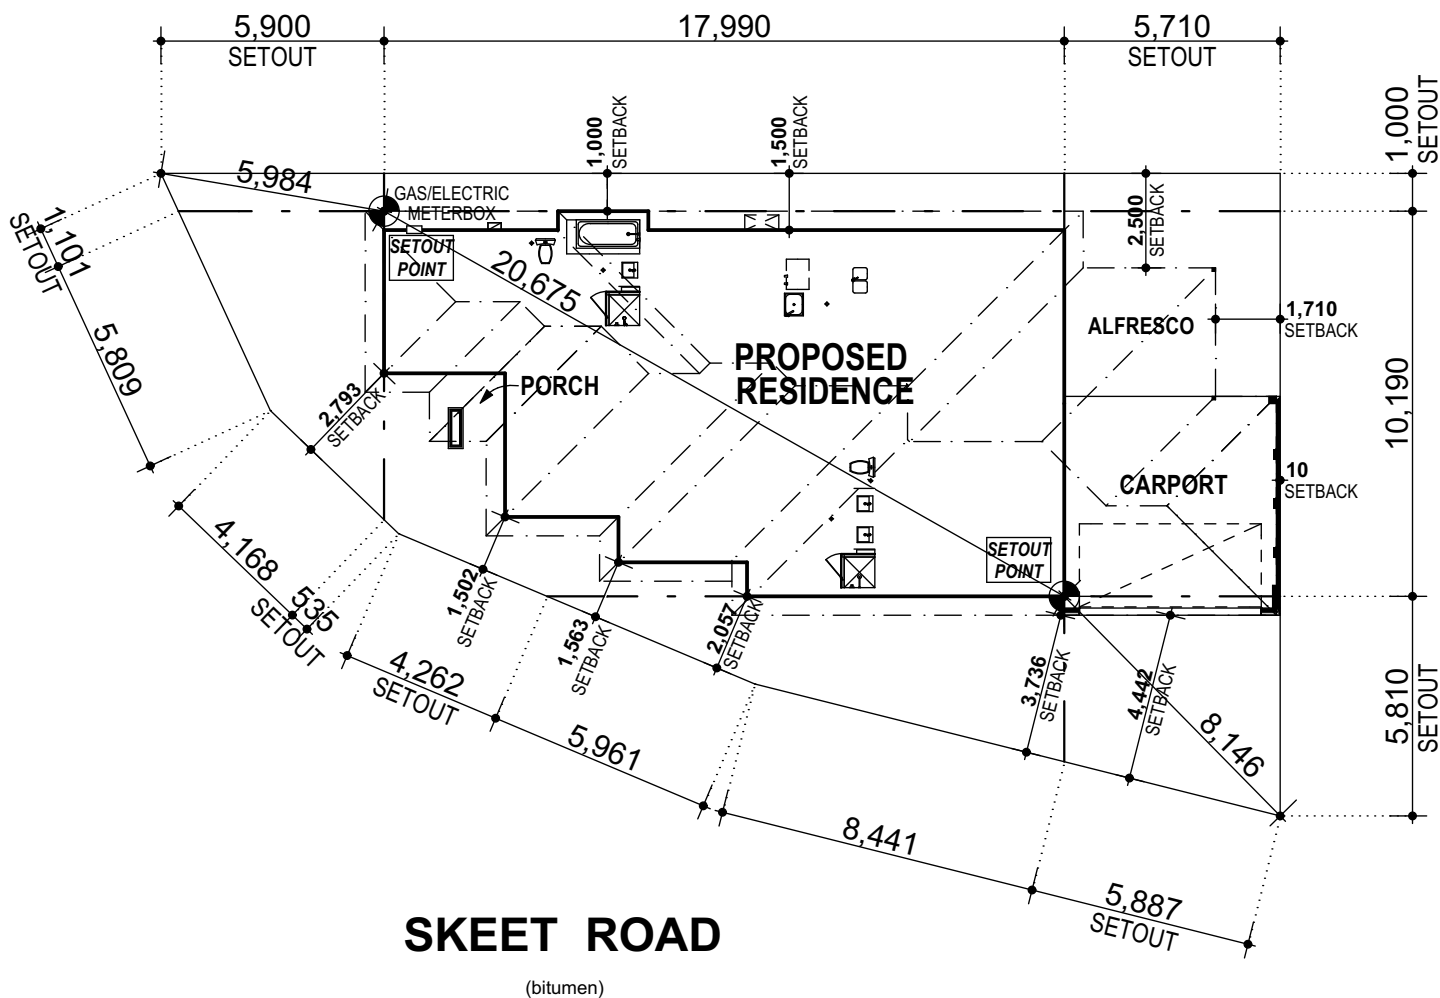 5,900
SETOUT
17,990
5,710
SETOUT
1,000
SETBACK
1,500
SETBACK
1,000
SETOUT
5,984
GAS/ELECTRIC
METERBOX
SETOUT
POINT
20,675
2,500
SETBACK
1,101
SETOUT
5,809
ALFRESCO
1,710
SETBACK
PROPOSED
RESIDENCE
PORCH
2,793
SETBACK
10,190
CARPORT
10
SETBACK
4,168
535
SETOUT
SETOUT
POINT
1,502
SETBACK
1,563
SETBACK
2,057
SETBACK
4,262
SETOUT
5,961
3,736
SETBACK
4,442
SETBACK
8,146
5,810
SETOUT
8,441
5,887
SETOUT
SKEET ROAD
(bitumen)